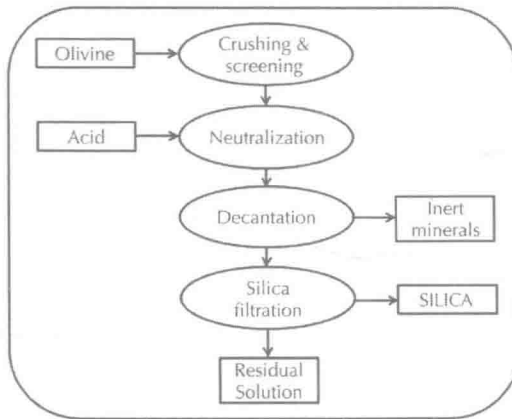 Olivine
Crushing &
screening
Acid
Neutralization
Decantation
Inert
minerals
Silica
filtration
SILICA
Residual
Solution